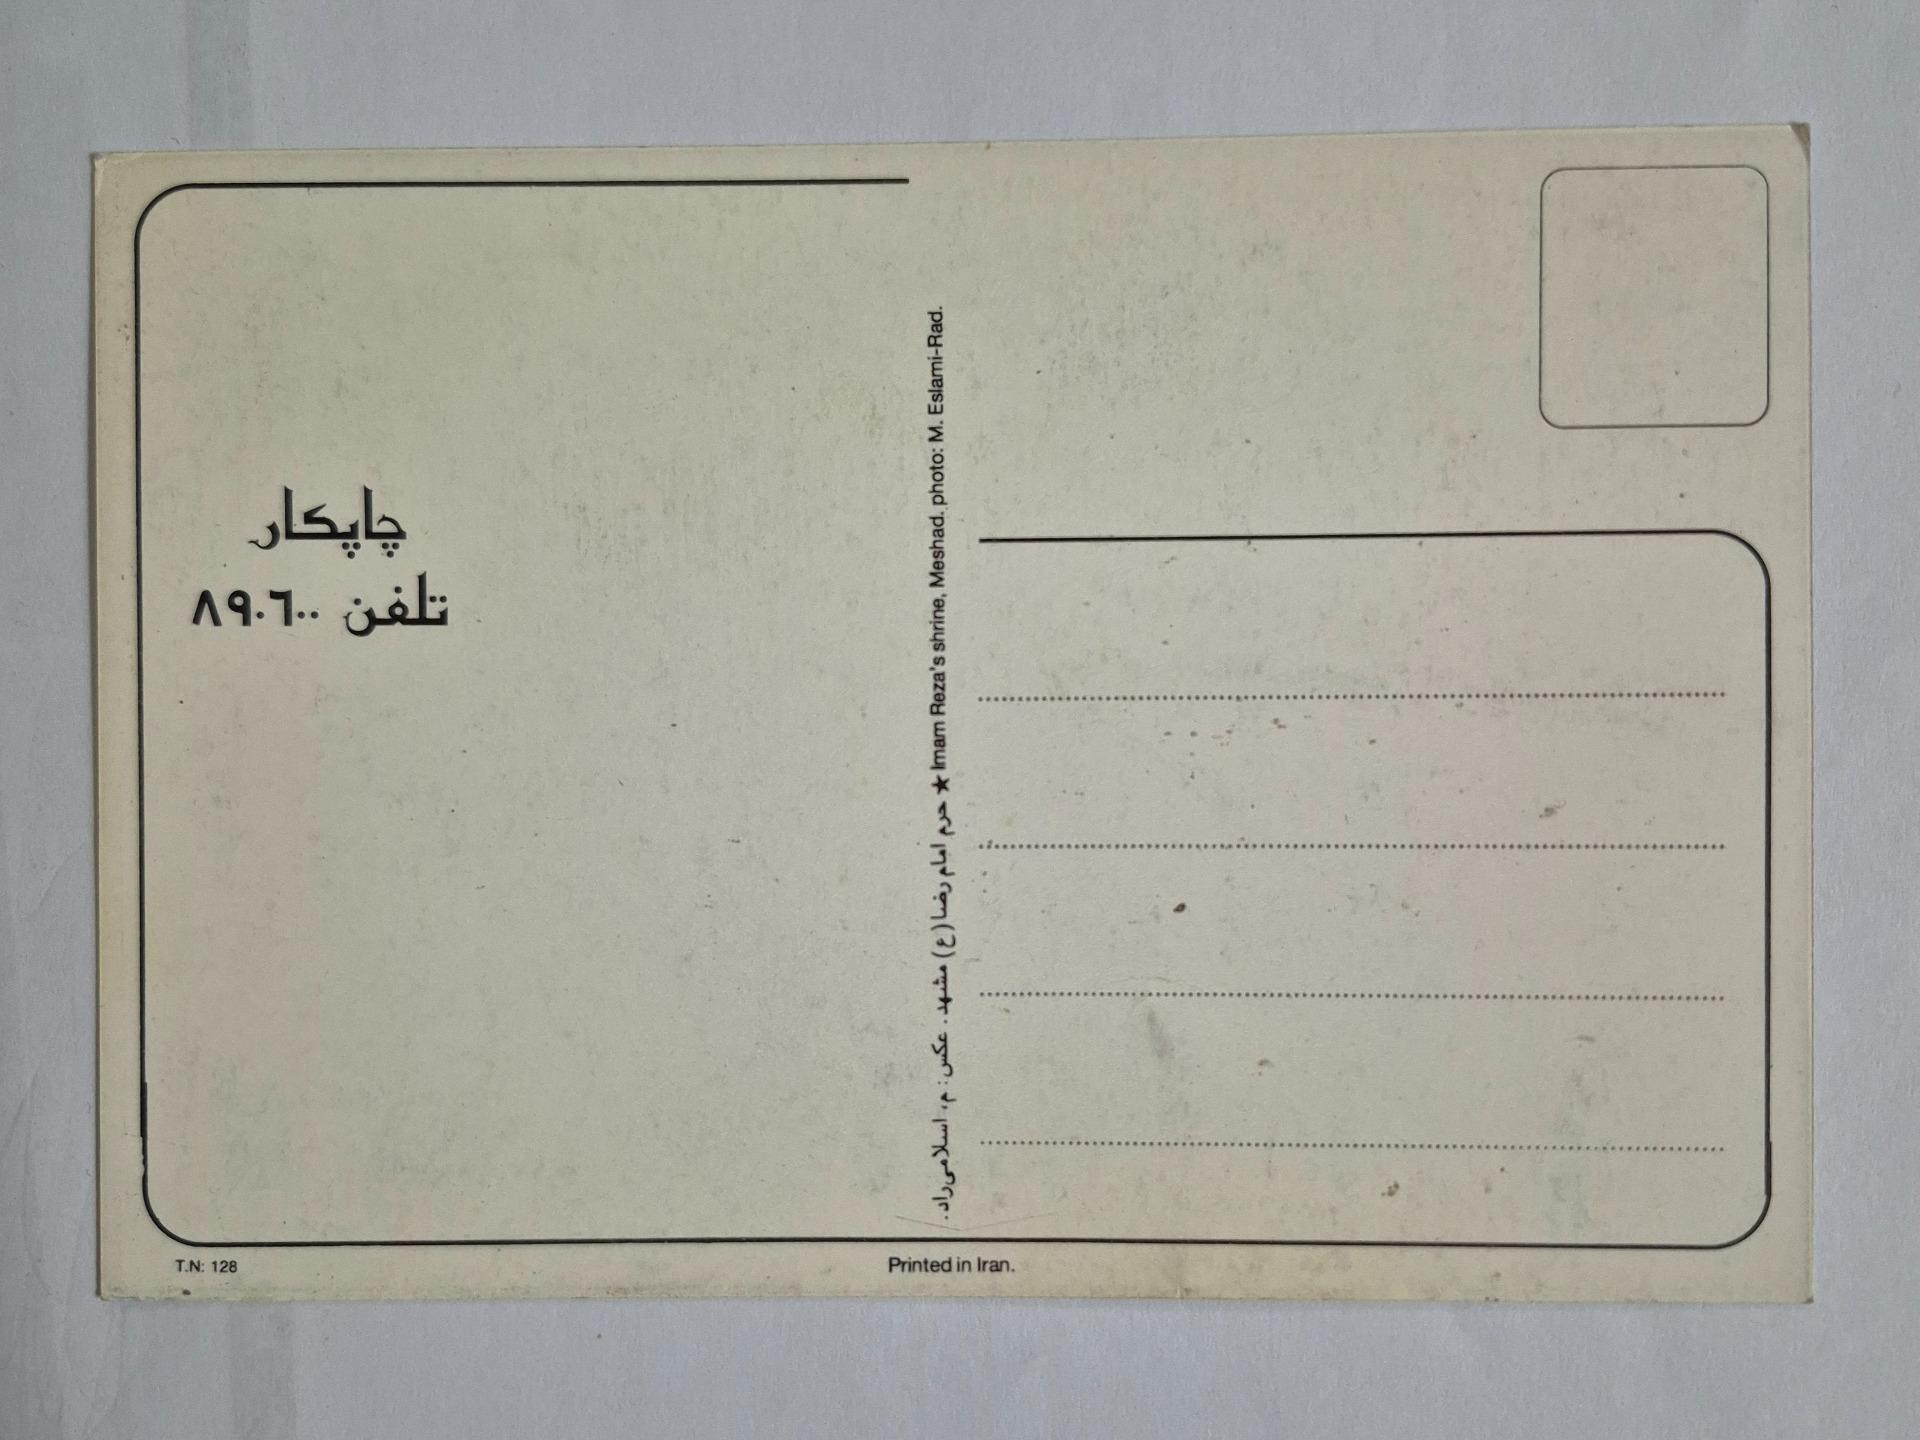 چاپکار
تلفن ۸۹۰٦۰۰
حرم امام رضا (ع) مشهد. عکس: م، اسلامی‌راد. ★ Imam Reza's shrine, Meshad. photo: M. Eslami-Rad.
T.N: 128
Printed in Iran.